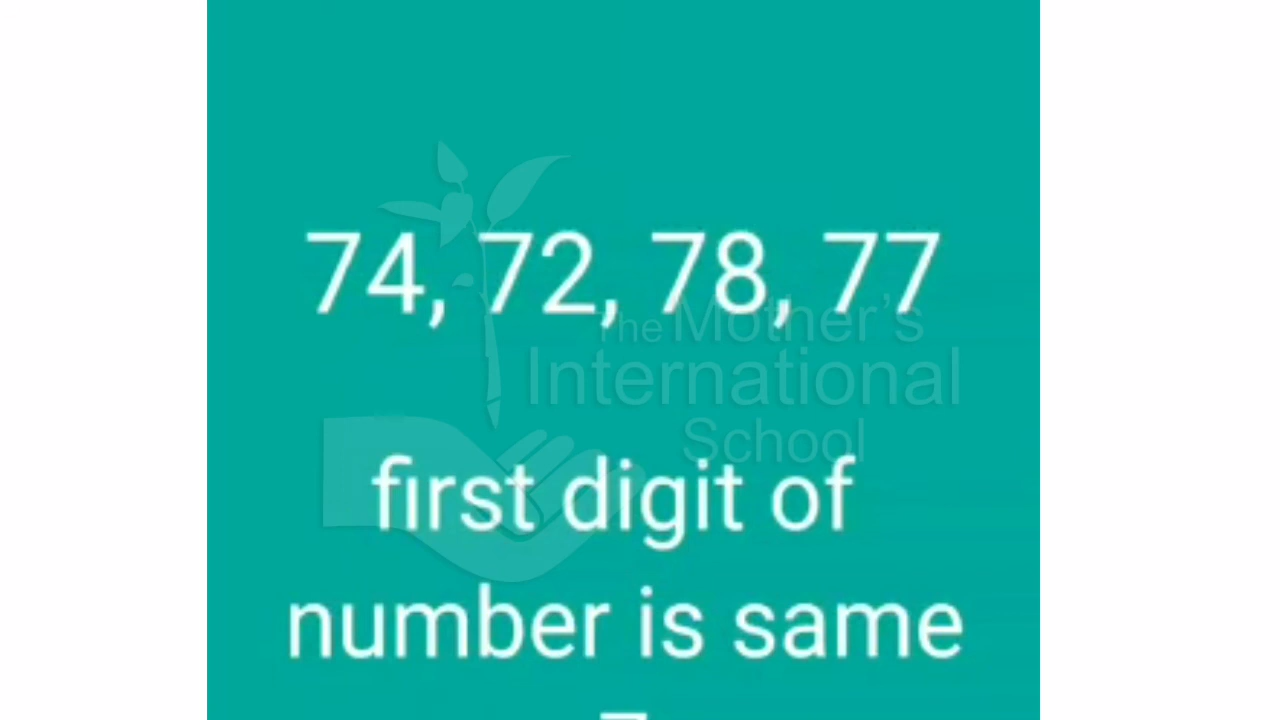 74, 72, 78, 77
The Mother's
International
School
first digit of
number is same